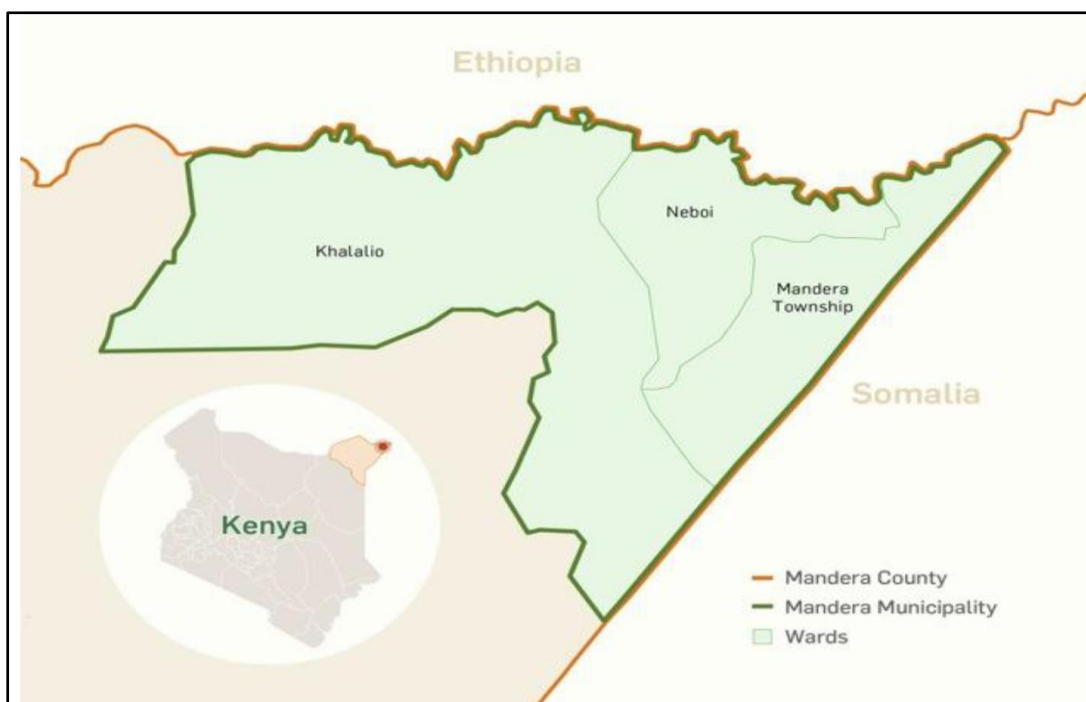 Ethiopia
Neboi
Khalalio
Mandera
Township
Somalia
Kenya
Mandera County
Mandera Municipality
Wards